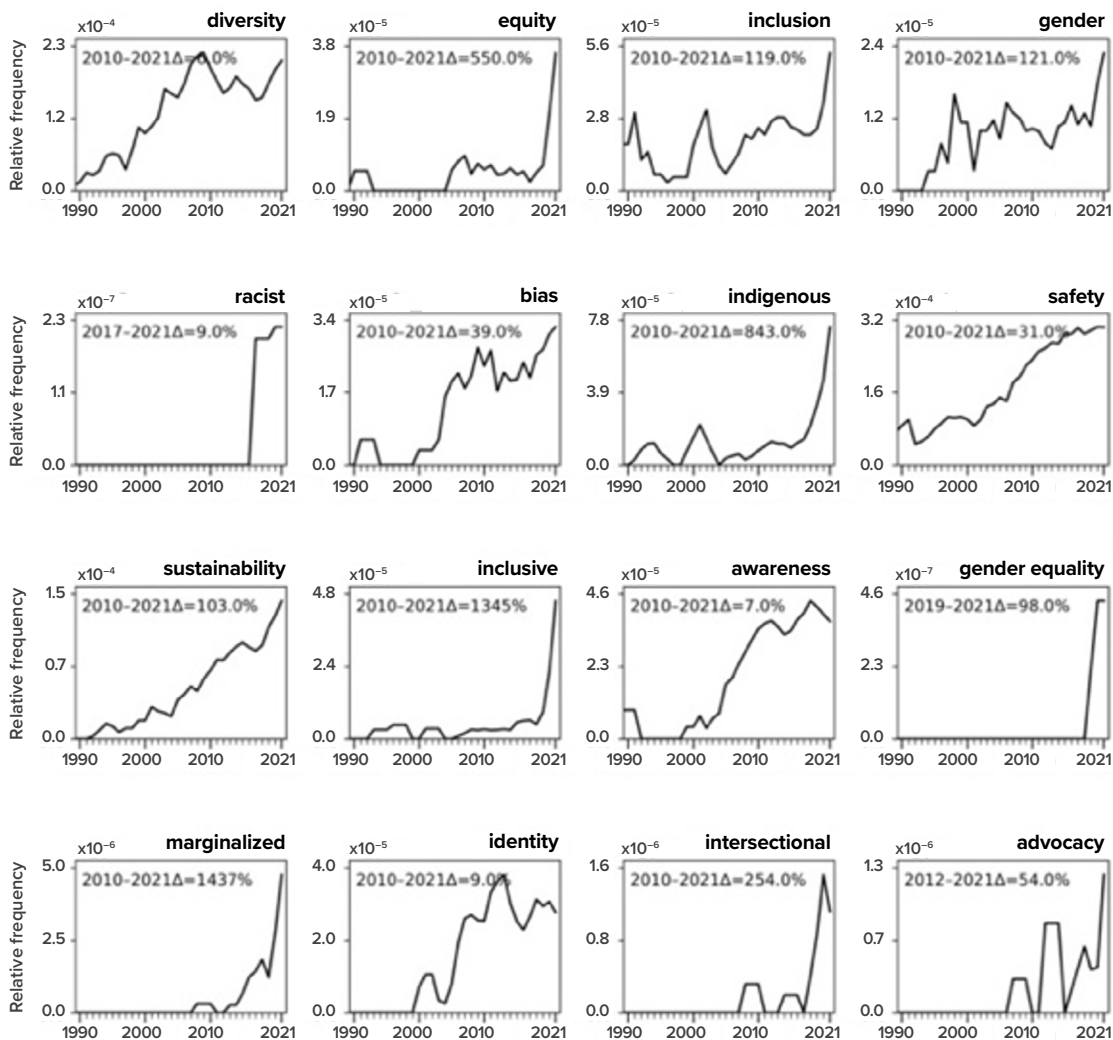 diversity
x10⁻⁴
2010–2021Δ=
Relative frequency
2.3
1.2
0.0
1990 2000 2010 2021
equity
x10⁻⁵
2010–2021Δ=550.0%
3.8
1.9
0.0
1990 2000 2010 2021
inclusion
x10⁻⁵
2010–2021Δ=119.0%
5.6
2.8
0.0
1990 2000 2010 2021
gender
x10⁻⁵
2010–2021Δ=121.0%
2.4
1.2
0.0
1990 2000 2010 2021
racist
x10⁻⁷
2017–2021Δ=9.0%
Relative frequency
2.3
1.1
0.0
1990 2000 2010 2021
bias
x10⁻⁵
2010–2021Δ=39.0%
3.4
1.7
0.0
1990 2000 2010 2021
indigenous
x10⁻⁵
2010–2021Δ=843.0%
7.8
3.9
0.0
1990 2000 2010 2021
safety
x10⁻⁴
2010–2021Δ=31.0%
3.2
1.6
0.0
1990 2000 2010 2021
sustainability
x10⁻⁴
2010–2021Δ=103.0%
Relative frequency
1.5
0.7
0.0
1990 2000 2010 2021
inclusive
x10⁻⁵
2010–2021Δ=1345%
4.8
2.4
0.0
1990 2000 2010 2021
awareness
x10⁻⁵
2010–2021Δ=7.0%
4.6
2.3
0.0
1990 2000 2010 2021
gender equality
x10⁻⁷
2019–2021Δ=98.0%
4.6
2.3
0.0
1990 2000 2010 2021
marginalized
x10⁻⁶
2010–2021Δ=1437%
Relative frequency
5.0
2.5
0.0
1990 2000 2010 2021
identity
x10⁻⁵
2010–2021Δ=9.0%
4.0
2.0
0.0
1990 2000 2010 2021
intersectional
x10⁻⁶
2010–2021Δ=254.0%
1.6
0.8
0.0
1990 2000 2010 2021
advocacy
x10⁻⁶
2012–2021Δ=54.0%
1.3
0.7
0.0
1990 2000 2010 2021